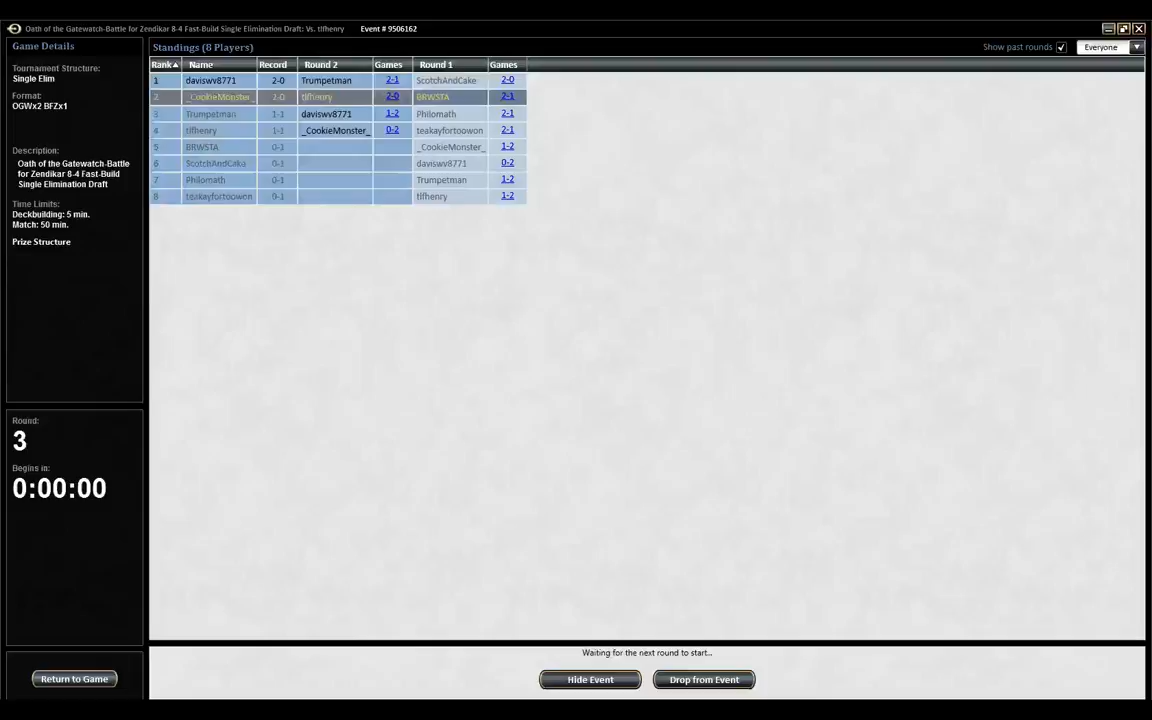 Oath of the Gatewatch-Battle for Zendikar 8-4 Fast-Build Single Elimination Draft: Vs. tifhenry Event # 9506162
Game Details
Tournament Structure:
Single Elim
Format:
OGWx2 BFZx1
Description:
Oath of the Gatewatch-Battle
for Zendikar 8-4 Fast-Build
Single Elimination Draft
Time Limits:
Deckbuilding: 5 min.
Match: 50 min.
Prize Structure
Round:
3
Begins in:
0:00:00
Return to Game
Standings (8 Players)
Show past rounds
Everyone
Rank Name Record Round 2 Games Round 1 Games
1 daviswv8771 2-0 Trumpetman 2-1 ScotchAndCake 2-0
2 _CookieMonster_ 2-0 tifhenry 2-0 BRWSTA 2-1
3 Trumpetman 1-1 daviswv8771 1-2 Philomath 2-1
4 tifhenry 1-1 _CookieMonster_ 0-2 teakayfortoowon 2-1
5 BRWSTA 0-1 _CookieMonster_ 1-2
6 ScotchAndCake 0-1 daviswv8771 0-2
7 Philomath 0-1 Trumpetman 1-2
8 teakayfortoowon 0-1 tifhenry 1-2
Waiting for the next round to start...
Hide Event
Drop from Event